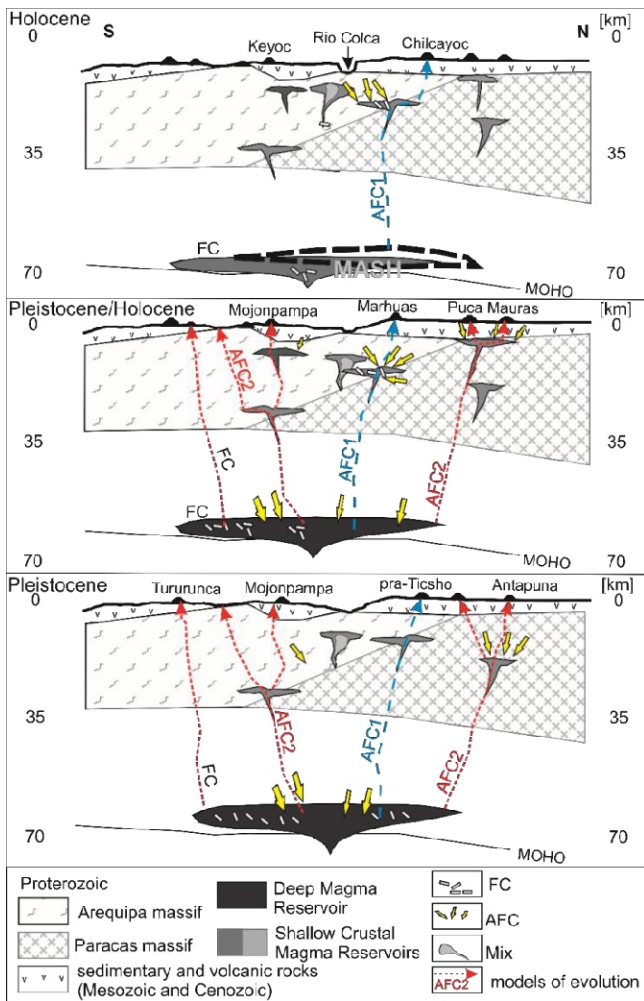 Holocene
S
N
[km]
0
0
Keyoc
Rio Colca
Chilcayoc
35
35
AFC1
FC
MASH
70
70
MOHO
Pleistocene/Holocene
[km]
0
0
Mojonpampa
Marhuas
Puca Mauras
AFC2
35
35
FC
AFC1
AFC2
FC
70
70
MOHO
Pleistocene
[km]
0
0
Tururunca
Mojonpampa
pra-Ticsho
Antapuna
35
35
FC
AFC2
AFC1
AFC2
70
70
MOHO
Proterozoic
Arequipa massif
Paracas massif
sedimentary and volcanic rocks
(Mesozoic and Cenozoic)
Deep Magma
Reservoir
Shallow Crustal
Magma Reservoirs
FC
AFC
Mix
AFC2
models of evolution